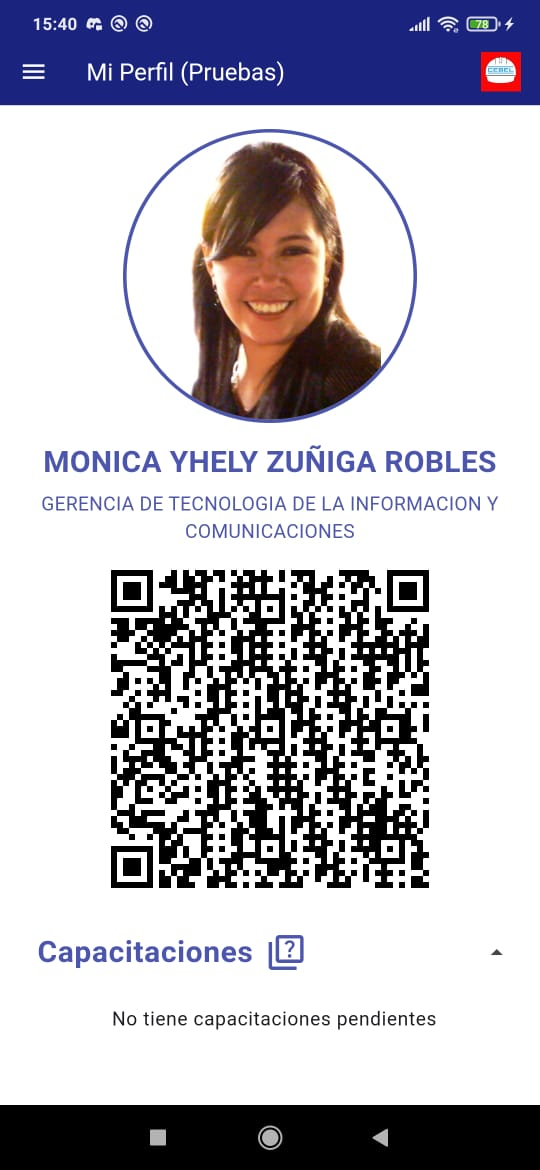 15:40
78
Mi Perfil (Pruebas)
CEBEL
MONICA YHELY ZUÑIGA ROBLES
GERENCIA DE TECNOLOGIA DE LA INFORMACION Y
COMUNICACIONES
Capacitaciones
No tiene capacitaciones pendientes